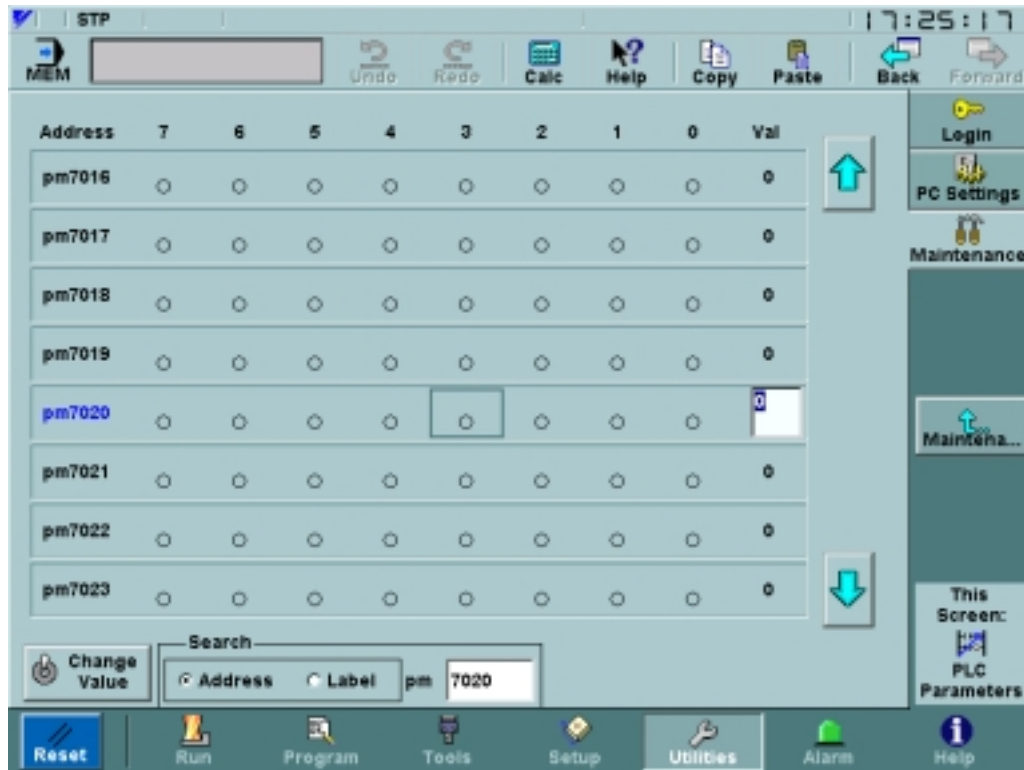 STP 17:25:17
MEM Undo Redo Calc Help Copy Paste Back Forward
Address 7 6 5 4 3 2 1 0 Val
pm7016 0
pm7017 0
pm7018 0
pm7019 0
pm7020 0
pm7021 0
pm7022 0
pm7023 0
Login
PC Settings
Maintenance
Maintena...
This
Screen:
PLC
Parameters
Change
Value
Search
Address Label pm 7020
Reset Run Program Tools Setup Utilities Alarm Help